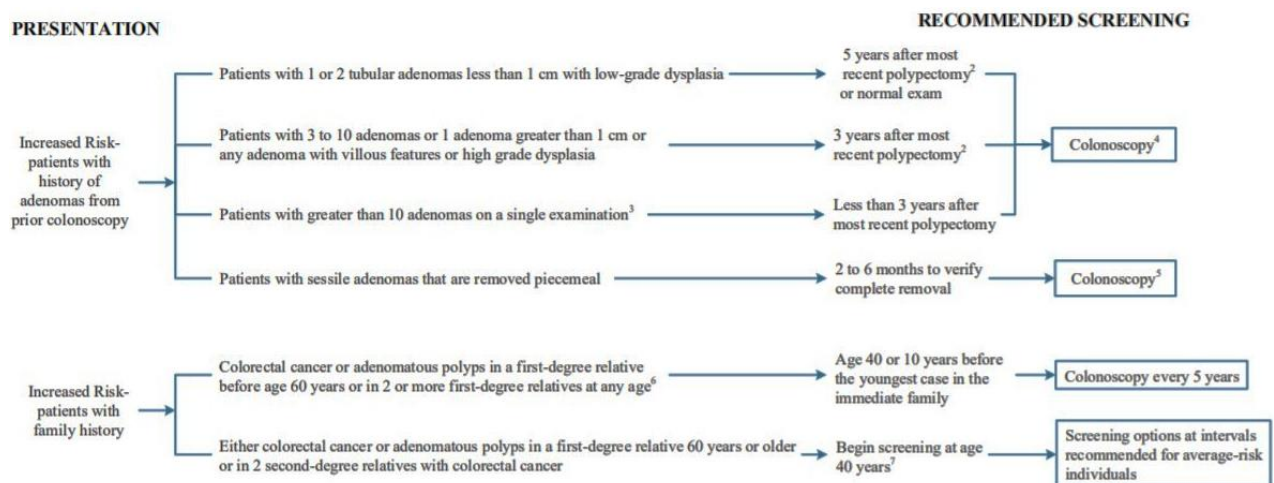 PRESENTATION
RECOMMENDED SCREENING
Increased Risk-
patients with
history of
adenomas from
prior colonoscopy
Patients with 1 or 2 tubular adenomas less than 1 cm with low-grade dysplasia
5 years after most
recent polypectomy2
or normal exam
Patients with 3 to 10 adenomas or 1 adenoma greater than 1 cm or
any adenoma with villous features or high grade dysplasia
3 years after most
recent polypectomy2
Colonoscopy4
Patients with greater than 10 adenomas on a single examination3
Less than 3 years after
most recent polypectomy
Patients with sessile adenomas that are removed piecemeal
2 to 6 months to verify
complete removal
Colonoscopy5
Increased Risk-
patients with
family history
Colorectal cancer or adenomatous polyps in a first-degree relative
before age 60 years or in 2 or more first-degree relatives at any age6
Age 40 or 10 years before
the youngest case in the
immediate family
Colonoscopy every 5 years
Either colorectal cancer or adenomatous polyps in a first-degree relative 60 years or older
or in 2 second-degree relatives with colorectal cancer
Begin screening at age
40 years7
Screening options at intervals
recommended for average-risk
individuals